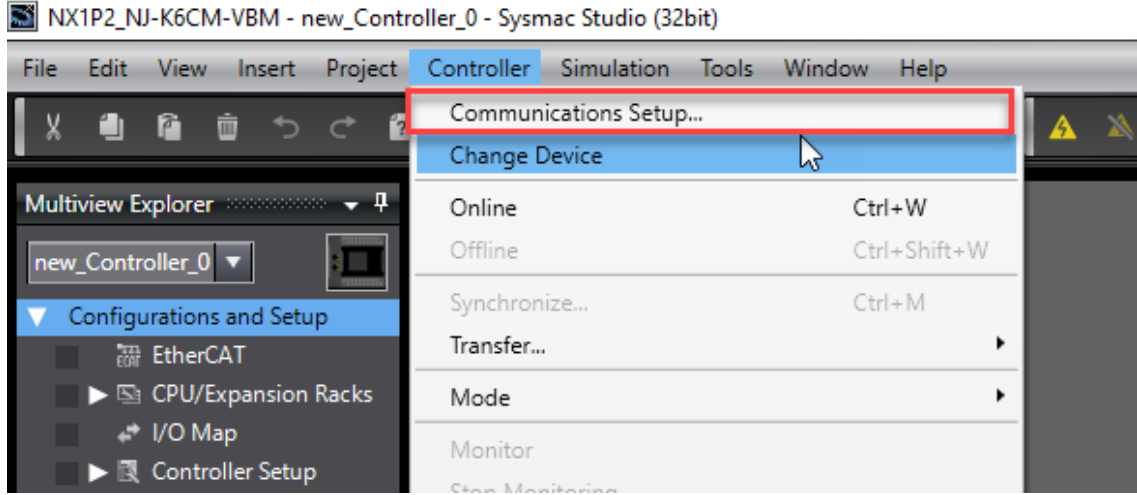 NX1P2_NJ-K6CM-VBM - new_Controller_0 - Sysmac Studio (32bit)
File Edit View Insert Project Controller Simulation Tools Window Help
Communications Setup...
Change Device
Online Ctrl+W
Offline Ctrl+Shift+W
Synchronize... Ctrl+M
Transfer...
Mode
Monitor
Stop Monitoring
Multiview Explorer
new_Controller_0
Configurations and Setup
EtherCAT
CPU/Expansion Racks
I/O Map
Controller Setup